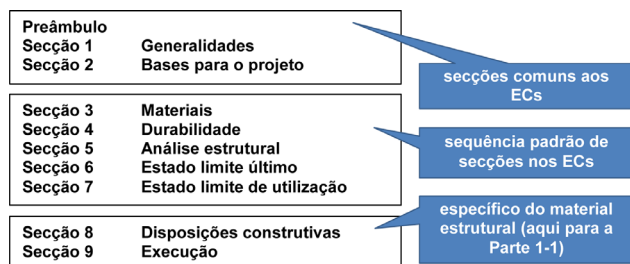 Preâmbulo
Secção 1 Generalidades
Secção 2 Bases para o projeto
secções comuns aos
ECs
Secção 3 Materiais
Secção 4 Durabilidade
Secção 5 Análise estrutural
Secção 6 Estado limite último
Secção 7 Estado limite de utilização
sequência padrão de
secções nos ECs
Secção 8 Disposições construtivas
Secção 9 Execução
específico do material
estrutural (aqui para a
Parte 1-1)